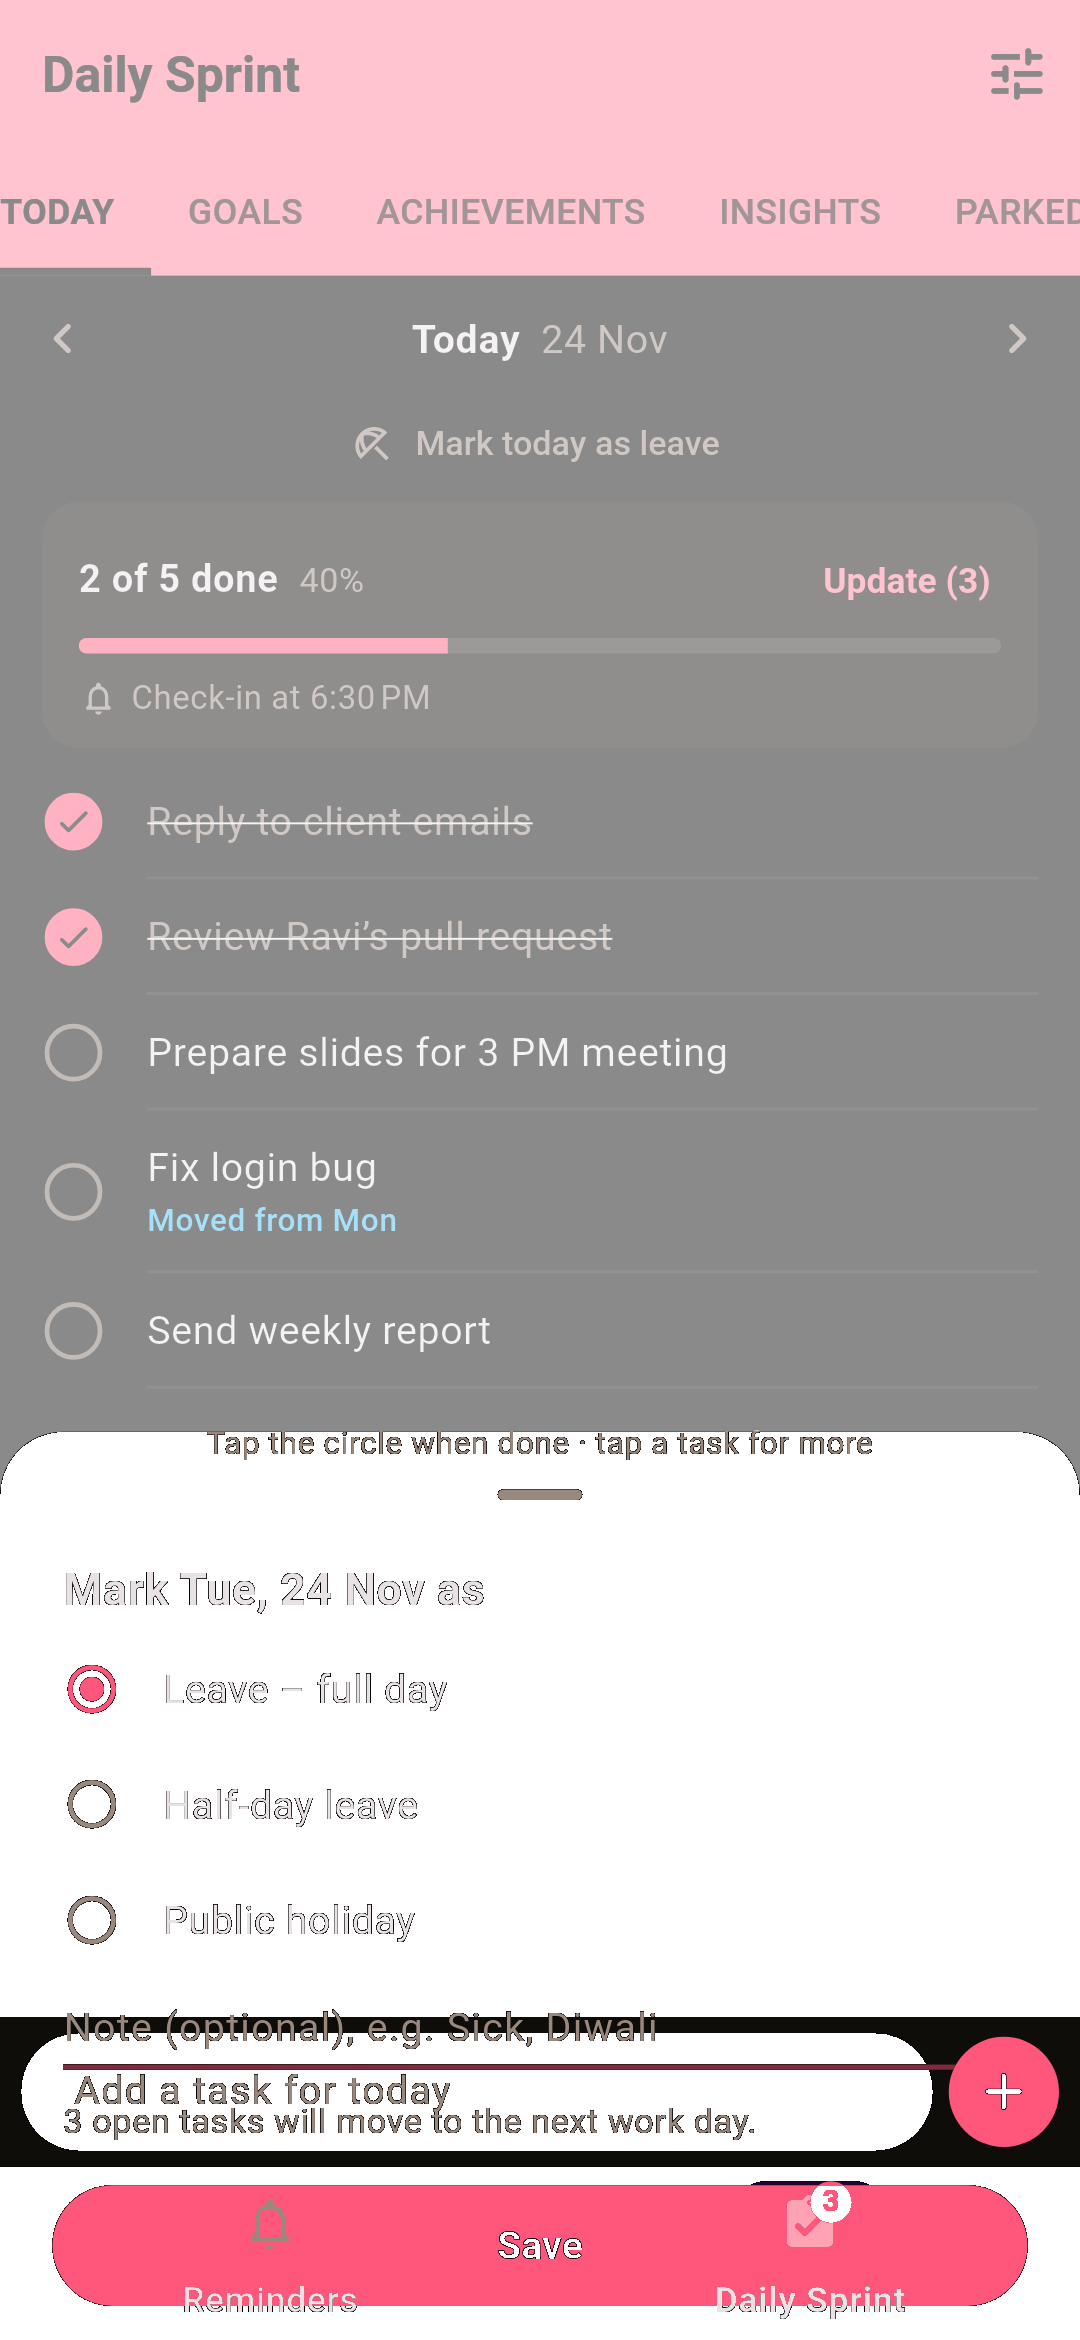 Daily Sprint
TODAY GOALS ACHIEVEMENTS INSIGHTS PARKED
Today 24 Nov
Mark today as leave
2 of 5 done 40% Update (3)
Check-in at 6:30 PM
Reply to client emails
Review Ravi’s pull request
Prepare slides for 3 PM meeting
Fix login bug
Moved from Mon
Send weekly report
Tap the circle when done · tap a task for more
Mark Tue, 24 Nov as
Leave – full day
Half-day leave
Public holiday
Note (optional), e.g. Sick, Diwali
Add a task for today
3 open tasks will move to the next work day.
3
Save
Reminders Daily Sprint